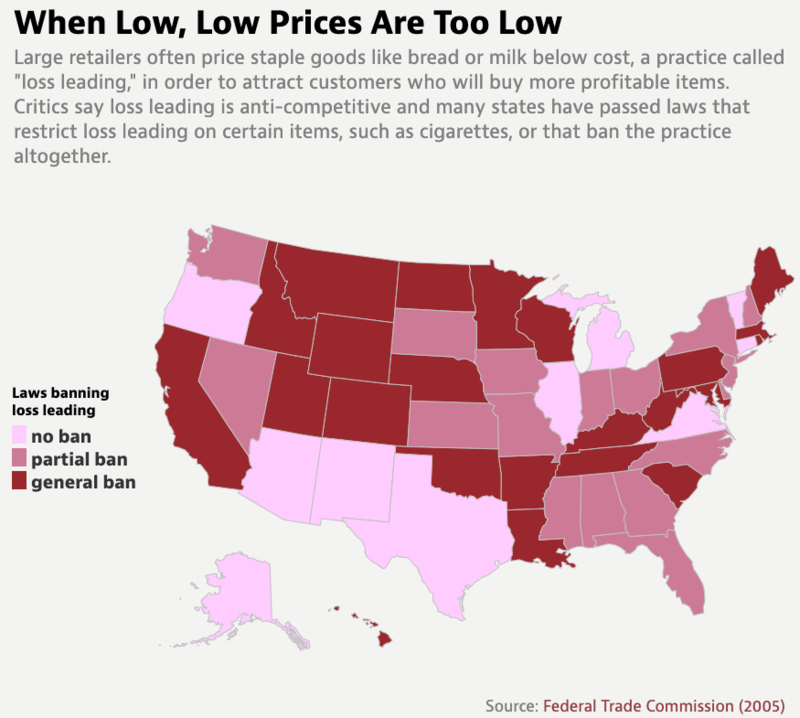 When Low, Low Prices Are Too Low
Large retailers often price staple goods like bread or milk below cost, a practice called
"loss leading," in order to attract customers who will buy more profitable items.
Critics say loss leading is anti-competitive and many states have passed laws that
restrict loss leading on certain items, such as cigarettes, or that ban the practice
altogether.
Laws banning
loss leading
no ban
partial ban
general ban
Source: Federal Trade Commission (2005)